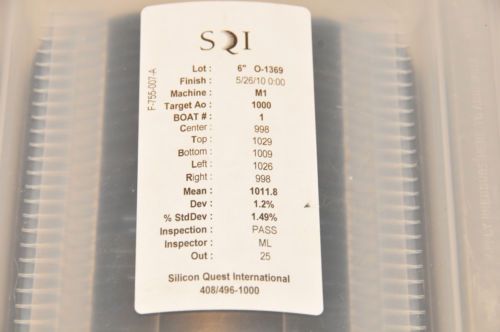 SQI
Lot : 6" O-1369
Finish : 5/26/10 0:00
Machine : M1
Target Ao : 1000
BOAT # : 1
Center : 998
Top : 1029
Bottom : 1009
Left : 1026
Right : 998
Mean : 1011.8
Dev : 1.2%
% StdDev : 1.49%
Inspection : PASS
Inspector : ML
Out : 25
Silicon Quest International
408/496-1000
F-755-007-A